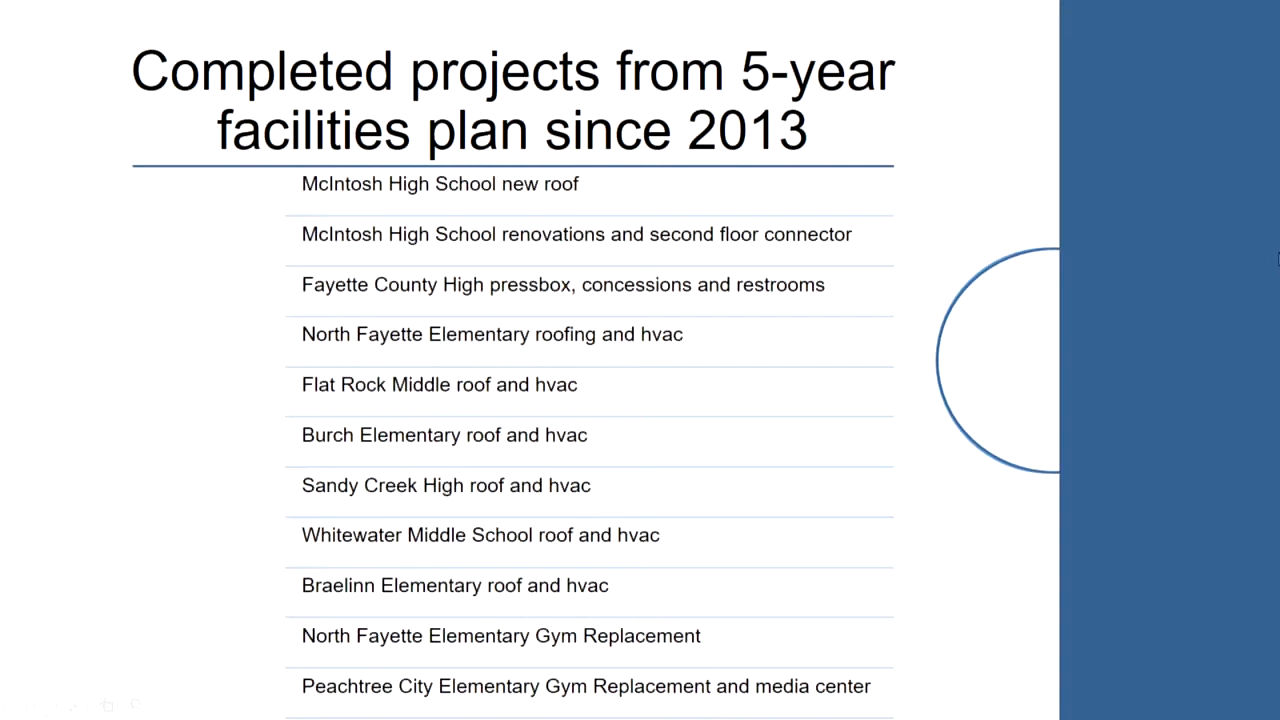 Completed projects from 5-year
facilities plan since 2013
McIntosh High School new roof
McIntosh High School renovations and second floor connector
Fayette County High pressbox, concessions and restrooms
North Fayette Elementary roofing and hvac
Flat Rock Middle roof and hvac
Burch Elementary roof and hvac
Sandy Creek High roof and hvac
Whitewater Middle School roof and hvac
Braelinn Elementary roof and hvac
North Fayette Elementary Gym Replacement
Peachtree City Elementary Gym Replacement and media center